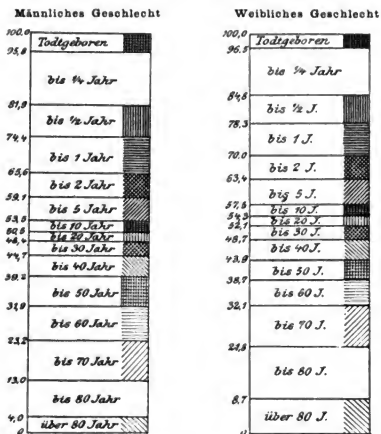 Männliches Geschlecht
100,0
Todtgeboren
95,8
bis ¼ Jahr
81,8
bis ½ Jahr
74,4
bis 1 Jahr
65,6
bis 2 Jahr
59,1
bis 5 Jahr
bis 10 Jahr
bis 20 Jahr
48,4
bis 30 Jahr
44,7
bis 40 Jahr
39,2
bis 50 Jahr
31,9
bis 60 Jahr
23,2
bis 70 Jahr
13,0
bis 80 Jahr
4,0
über 80 Jahr
0
Weibliches Geschlecht
100,0
Todtgeboren
96,5
bis ¼ Jahr
84,8
bis ½ J.
78,3
bis 1 J.
70,0
bis 2 J.
63,4
bis 5 J.
bis 10 J.
bis 20 J.
52,1
bis 30 J.
48,7
bis 40 J.
43,9
bis 50 J.
38,7
bis 60 J.
32,1
bis 70 J.
bis 80 J.
8,7
über 80 J.